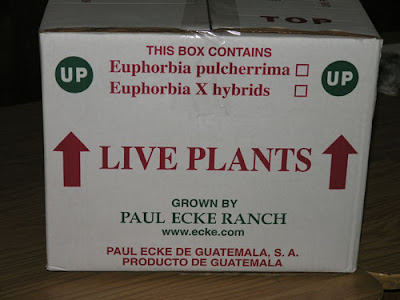 TOP
THIS BOX CONTAINS
UP Euphorbia pulcherrima UP
Euphorbia X hybrids
LIVE PLANTS
GROWN BY
PAUL ECKE RANCH
www.ecke.com
PAUL ECKE DE GUATEMALA, S. A.
PRODUCTO DE GUATEMALA